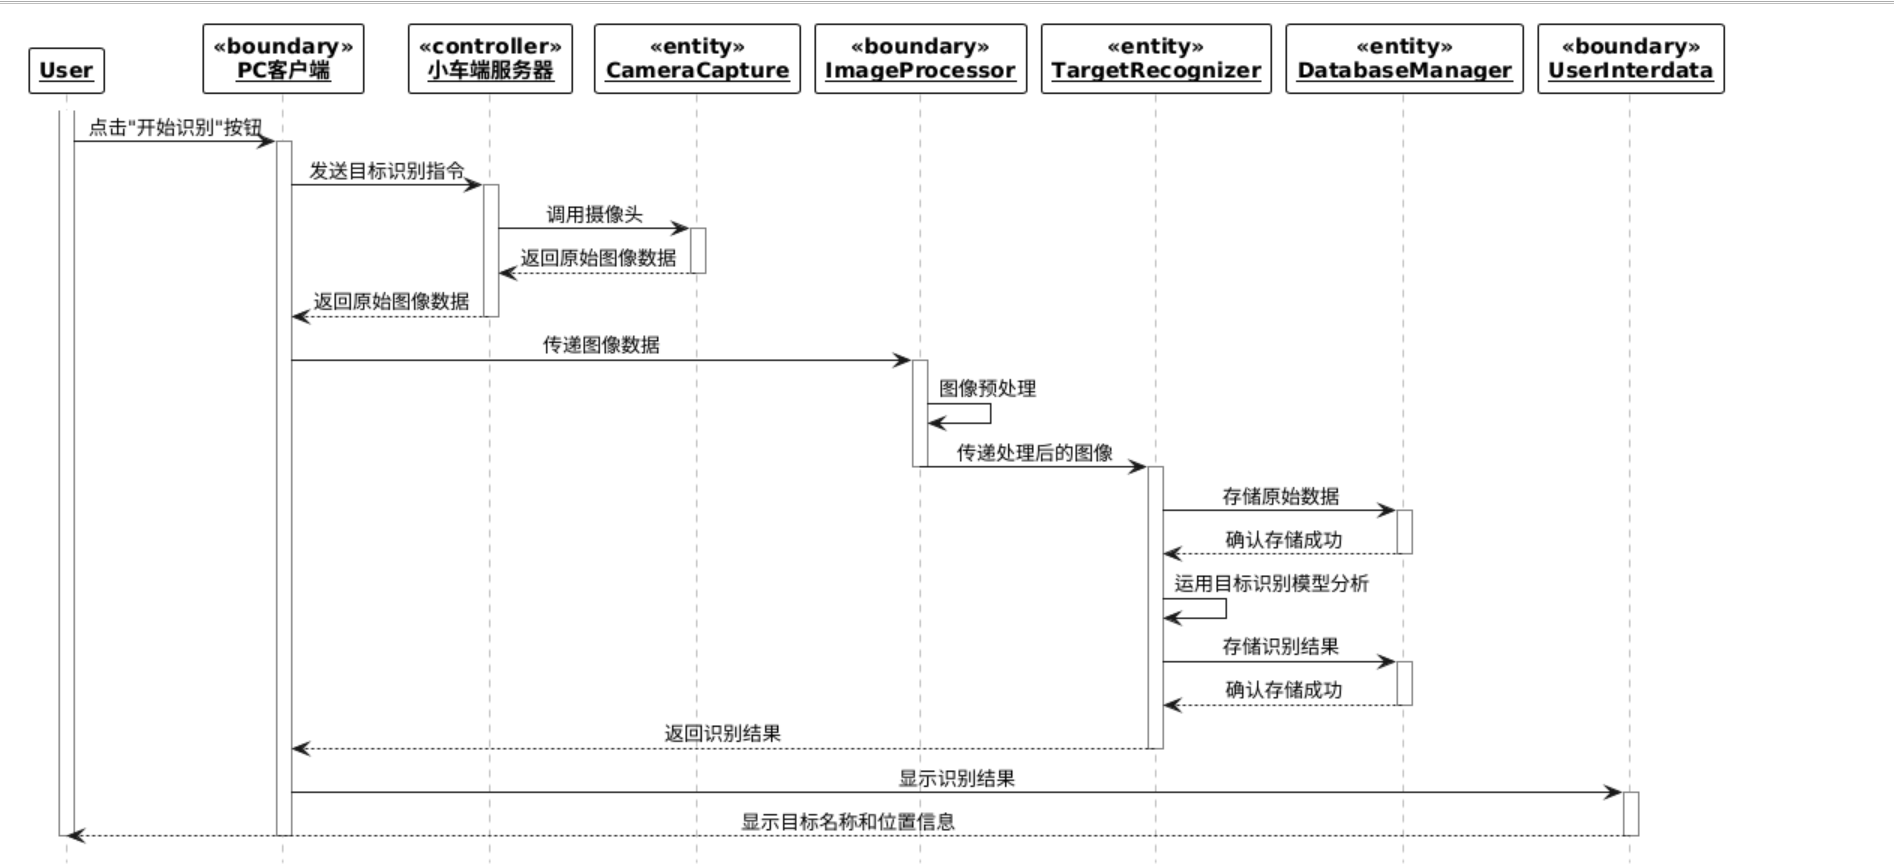 User
«boundary»
PC客户端
«controller»
小车端服务器
«entity»
CameraCapture
«boundary»
ImageProcessor
«entity»
TargetRecognizer
«entity»
DatabaseManager
«boundary»
UserInterdata
点击"开始识别"按钮
发送目标识别指令
调用摄像头
返回原始图像数据
返回原始图像数据
传递图像数据
图像预处理
传递处理后的图像
存储原始数据
确认存储成功
运用目标识别模型分析
存储识别结果
确认存储成功
返回识别结果
显示识别结果
显示目标名称和位置信息